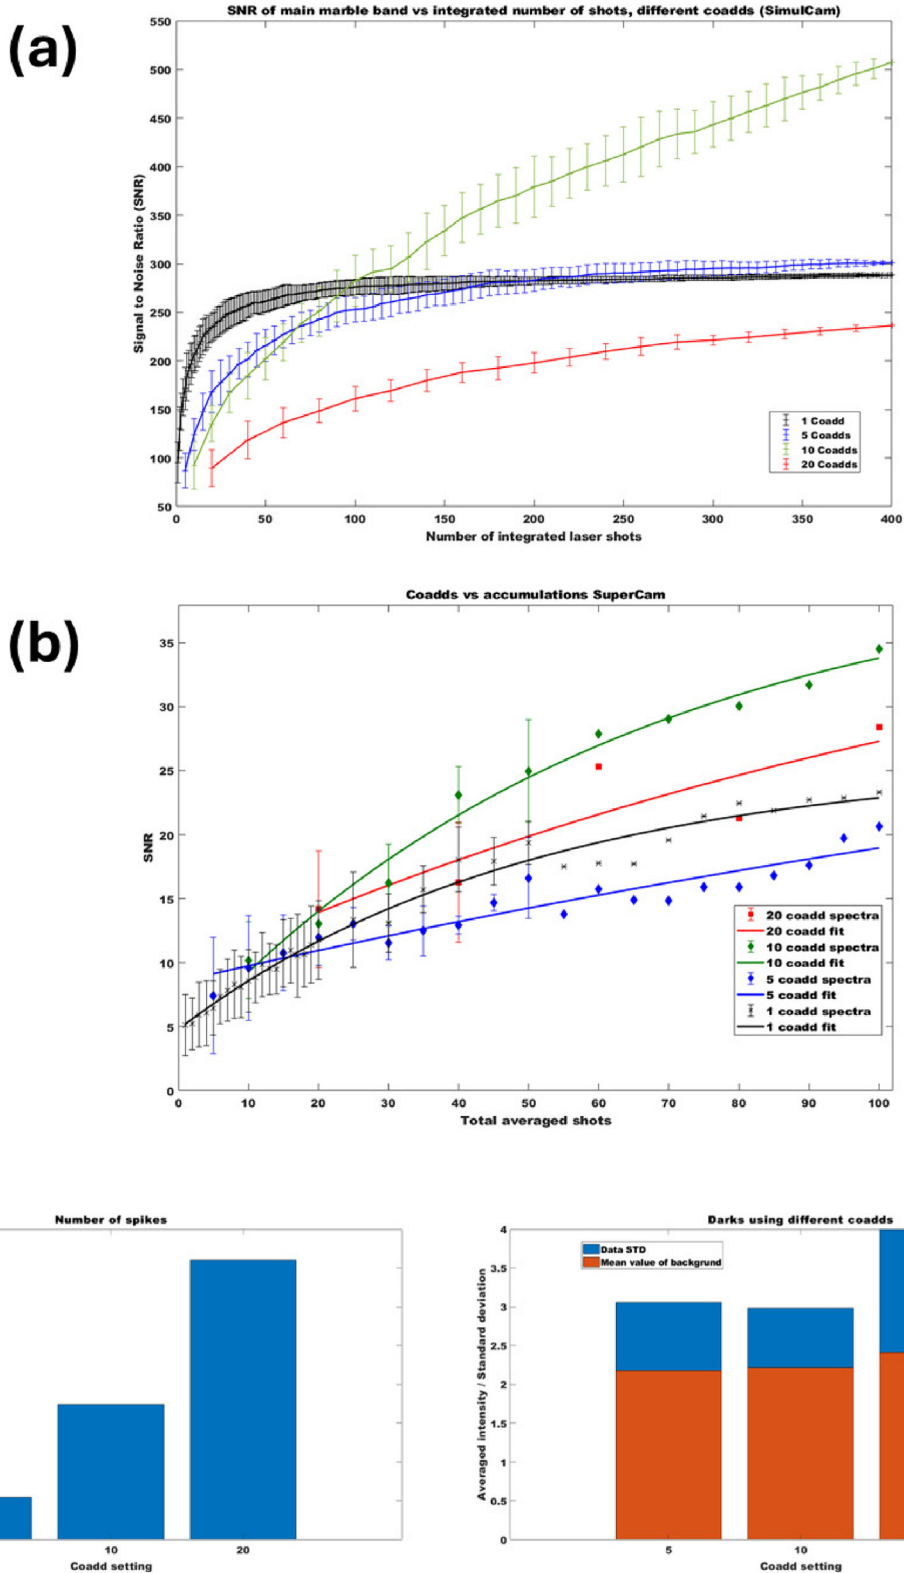 (a)
SNR of main marble band vs integrated number of shots, different coadds (SimulCam)
Signal to Noise Ratio (SNR)
550
500
450
400
350
300
250
200
150
100
50
0 50 100 150 200 250 300 350 400
Number of integrated laser shots
1 Coadd
5 Coadds
10 Coadds
20 Coadds
(b)
Coadds vs accumulations SuperCam
SNR
35
30
25
20
15
10
5
0
0 10 20 30 40 50 60 70 80 90 100
Total averaged shots
20 coadd spectra
20 coadd fit
10 coadd spectra
10 coadd fit
5 coadd spectra
5 coadd fit
1 coadd spectra
1 coadd fit
Number of spikes
10 20
Coadd setting
Darks using different coadds
Averaged intensity / Standard deviation
4
3.5
3
2.5
2
1.5
1
0.5
0
Data STD
Mean value of backgrund
5 10
Coadd setting